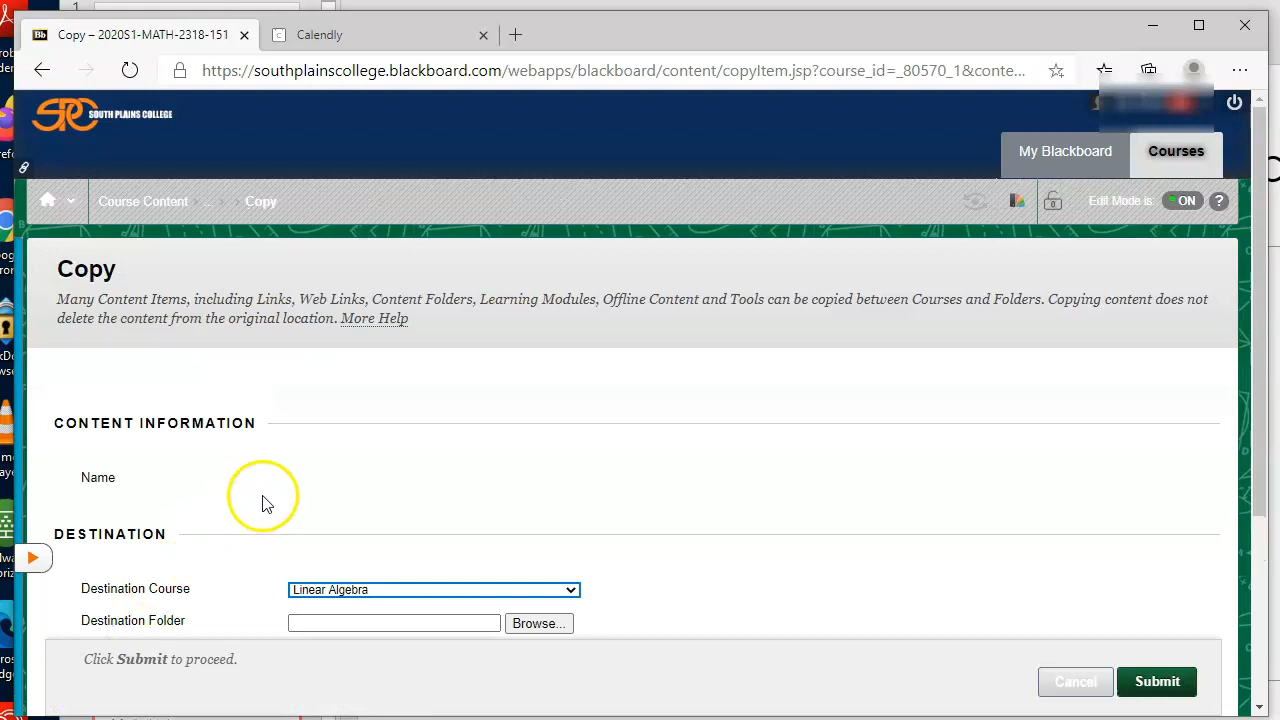 Copy – 2020S1-MATH-2318-151
Calendly
https://southplainscollege.blackboard.com/webapps/blackboard/content/copyItem.jsp?course_id=_80570_1&conte...
SPC SOUTH PLAINS COLLEGE
My Blackboard
Courses
Course Content
...
Copy
Edit Mode is:
ON
?
Copy
Many Content Items, including Links, Web Links, Content Folders, Learning Modules, Offline Content and Tools can be copied between Courses and Folders. Copying content does not
delete the content from the original location. More Help
CONTENT INFORMATION
Name
DESTINATION
Destination Course
Linear Algebra
Destination Folder
Browse...
Click Submit to proceed.
Cancel
Submit